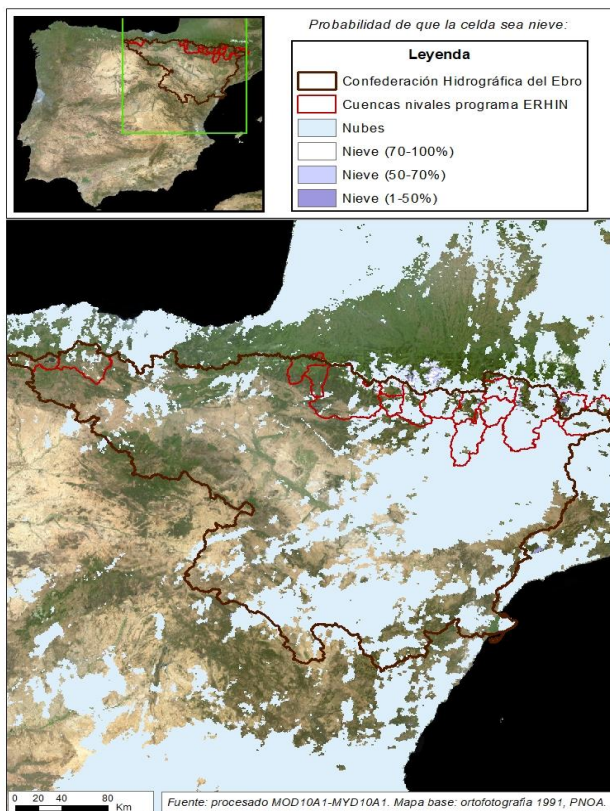 Probabilidad de que la celda sea nieve:
Leyenda
Confederación Hidrográfica del Ebro
Cuencas nivales programa ERHIN
Nubes
Nieve (70-100%)
Nieve (50-70%)
Nieve (1-50%)
0 20 40 80
Km
Fuente: procesado MOD10A1-MYD10A1. Mapa base: ortofotografía 1991, PNOA.